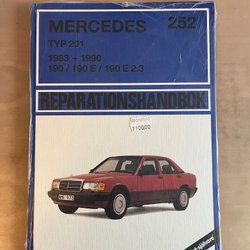 MERCEDES 252
TYP 201
1983 - 1990
190 / 190 E / 190 E 2.3
REPARATIONSHANDBOK